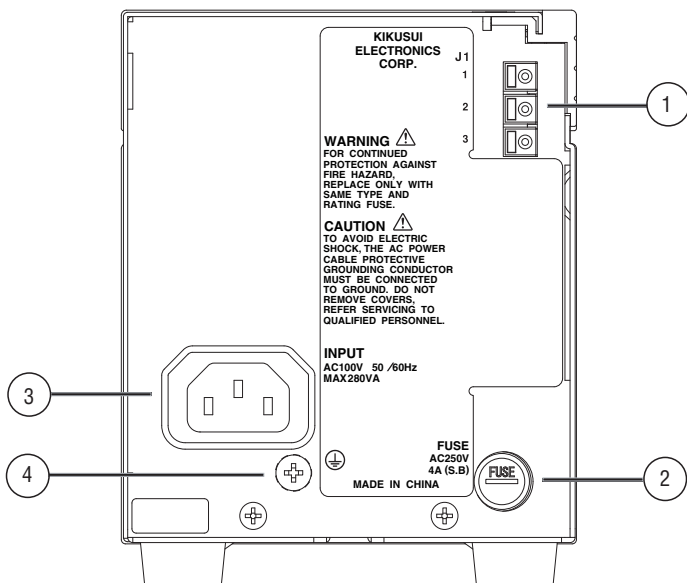 KIKUSUI
ELECTRONICS
CORP.
J1
1
2
3
1
WARNING
FOR CONTINUED
PROTECTION AGAINST
FIRE HAZARD,
REPLACE ONLY WITH
SAME TYPE AND
RATING FUSE.
CAUTION
TO AVOID ELECTRIC
SHOCK, THE AC POWER
CABLE PROTECTIVE
GROUNDING CONDUCTOR
MUST BE CONNECTED
TO GROUND. DO NOT
REMOVE COVERS,
REFER SERVICING TO
QUALIFIED PERSONNEL.
INPUT
AC100V 50 /60Hz
MAX280VA
3
4
FUSE
AC250V
4A (S.B)
MADE IN CHINA
FUSE
2